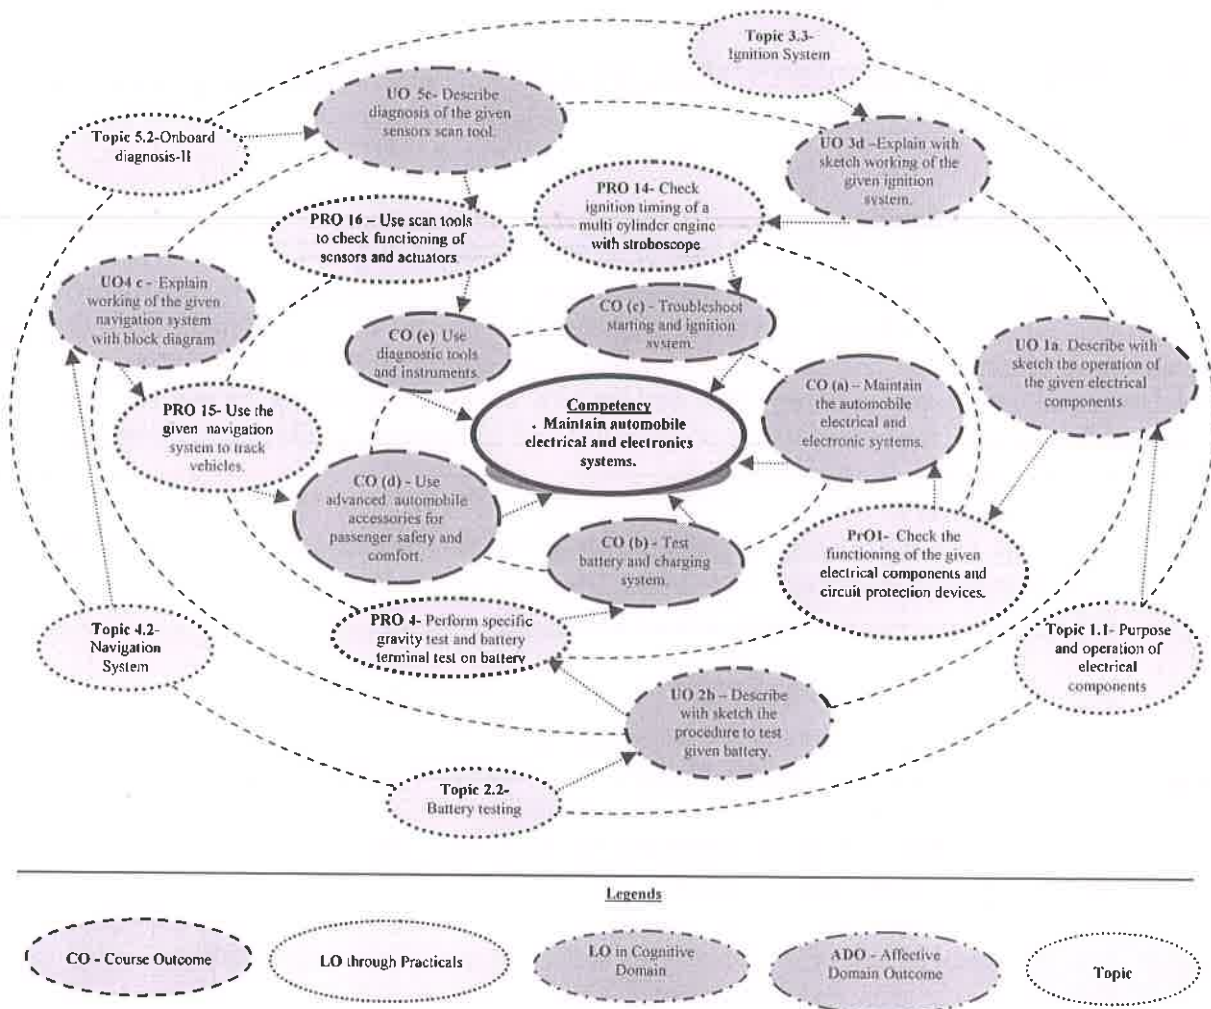 Topic 3.3-
Ignition System
UO 5c- Describe
diagnosis of the given
sensors scan tool.
Topic 5.2-Onboard
diagnosis-II
UO 3d –Explain with
sketch working of the
given ignition
system.
PRO 14- Check
ignition timing of a
multi cylinder engine
with stroboscope
PRO 16 – Use scan tools
to check functioning of
sensors and actuators
UO4 c - Explain
working of the given
navigation system
with block diagram
CO (c) - Troubleshoot
starting and ignition
system.
CO (e) Use
diagnostic tools
and instruments.
UO 1a. Describe with
sketch the operation of
the given electrical
components.
CO (a) – Maintain
the automobile
electrical and
electronic systems.
Competency
. Maintain automobile
electrical and electronics
systems.
PRO 15- Use the
given navigation
system to track
vehicles.
CO (d) - Use
advanced automobile
accessories for
passenger safety and
comfort.
CO (b) - Test
battery and charging
system.
PrO1- Check the
functioning of the given
electrical components and
circuit protection devices.
PRO 4- Perform specific
gravity test and battery
terminal test on battery
Topic 4.2-
Navigation
System
Topic 1.1- Purpose
and operation of
electrical
components
UO 2b – Describe
with sketch the
procedure to test
given battery.
Topic 2.2-
Battery testing
Legends
CO - Course Outcome
LO through Practicals
LO in Cognitive
Domain
ADO - Affective
Domain Outcome
Topic